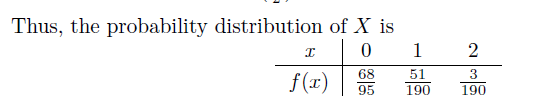 Thus, the probability distribution of X is
x 0 1 2
f(x) 68/95 51/190 3/190